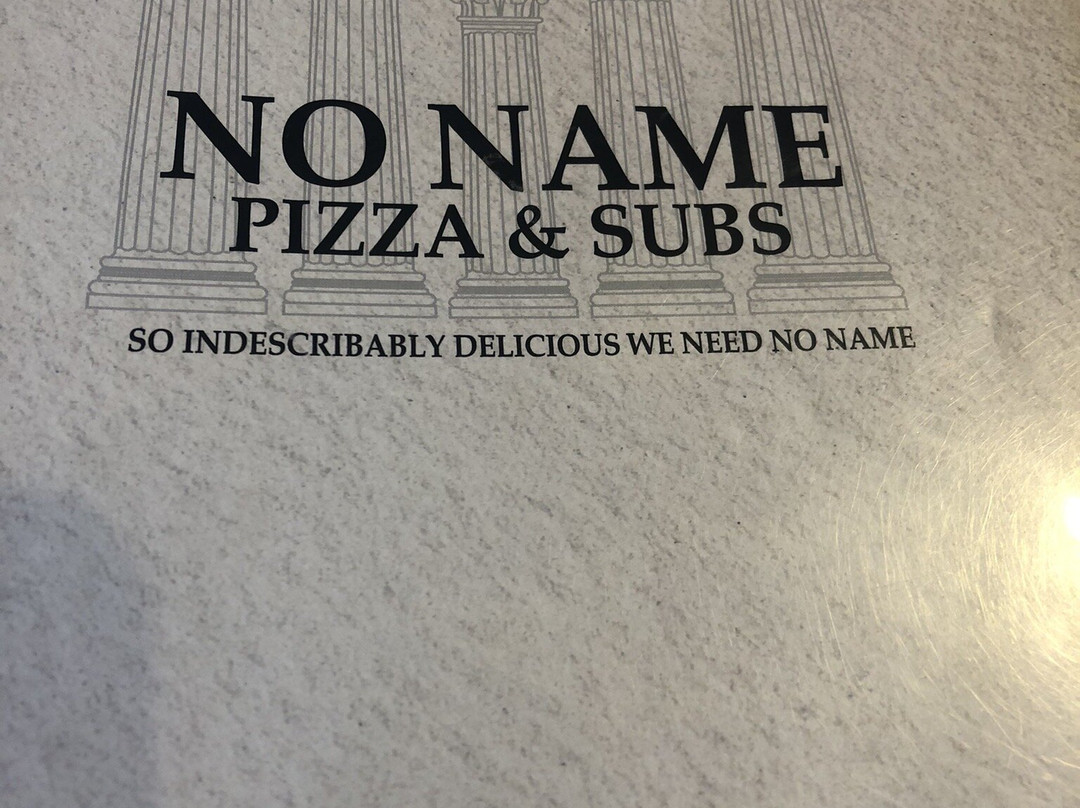 NO NAME
PIZZA & SUBS
SO INDESCRIBABLY DELICIOUS WE NEED NO NAME